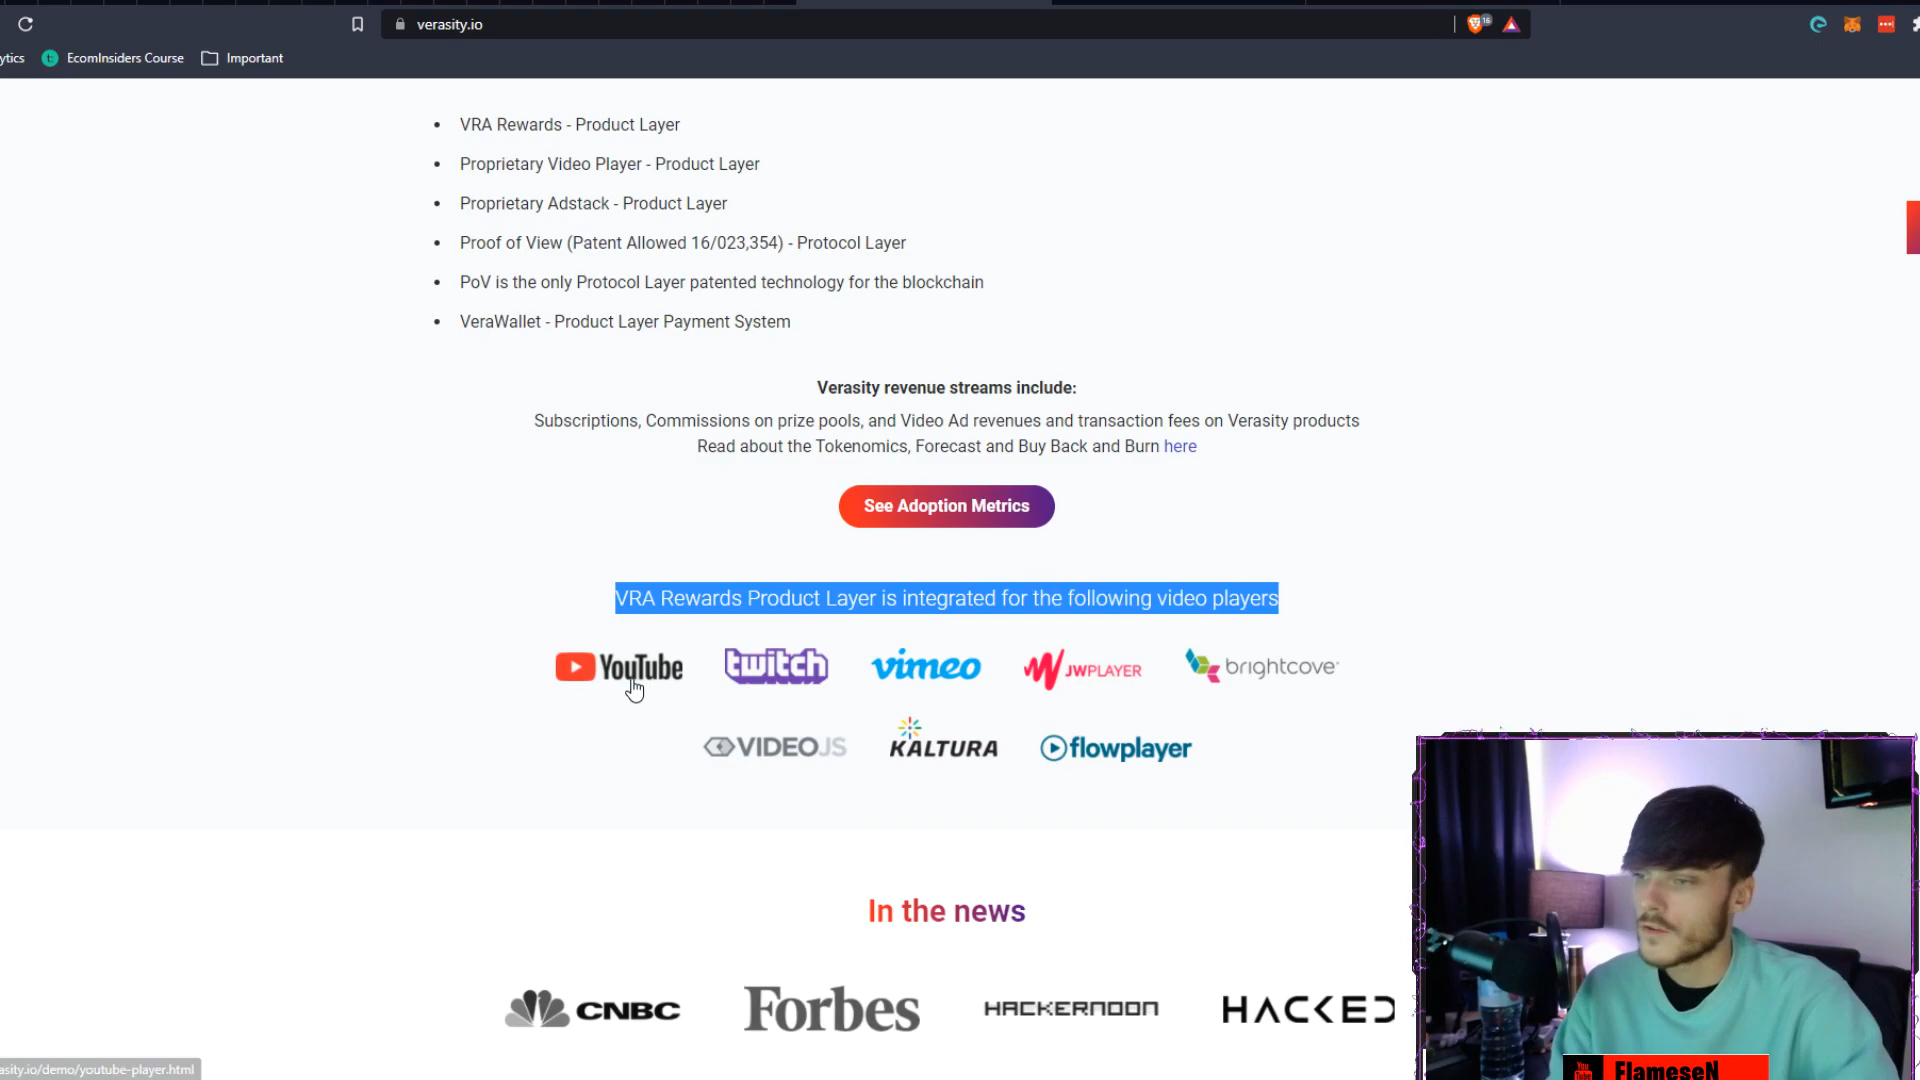 verasity.io
16
ytics
EcomInsiders Course
Important
VRA Rewards - Product Layer
Proprietary Video Player - Product Layer
Proprietary Adstack - Product Layer
Proof of View (Patent Allowed 16/023,354) - Protocol Layer
PoV is the only Protocol Layer patented technology for the blockchain
VeraWallet - Product Layer Payment System
Verasity revenue streams include:
Subscriptions, Commissions on prize pools, and Video Ad revenues and transaction fees on Verasity products
Read about the Tokenomics, Forecast and Buy Back and Burn here
See Adoption Metrics
VRA Rewards Product Layer is integrated for the following video players
YouTube twitch vimeo JWPLAYER brightcove
VIDEOJS KALTURA flowplayer
In the news
CNBC Forbes HACKERNOON HACKED
asity.io/demo/youtube-player.html
You
FlameseN